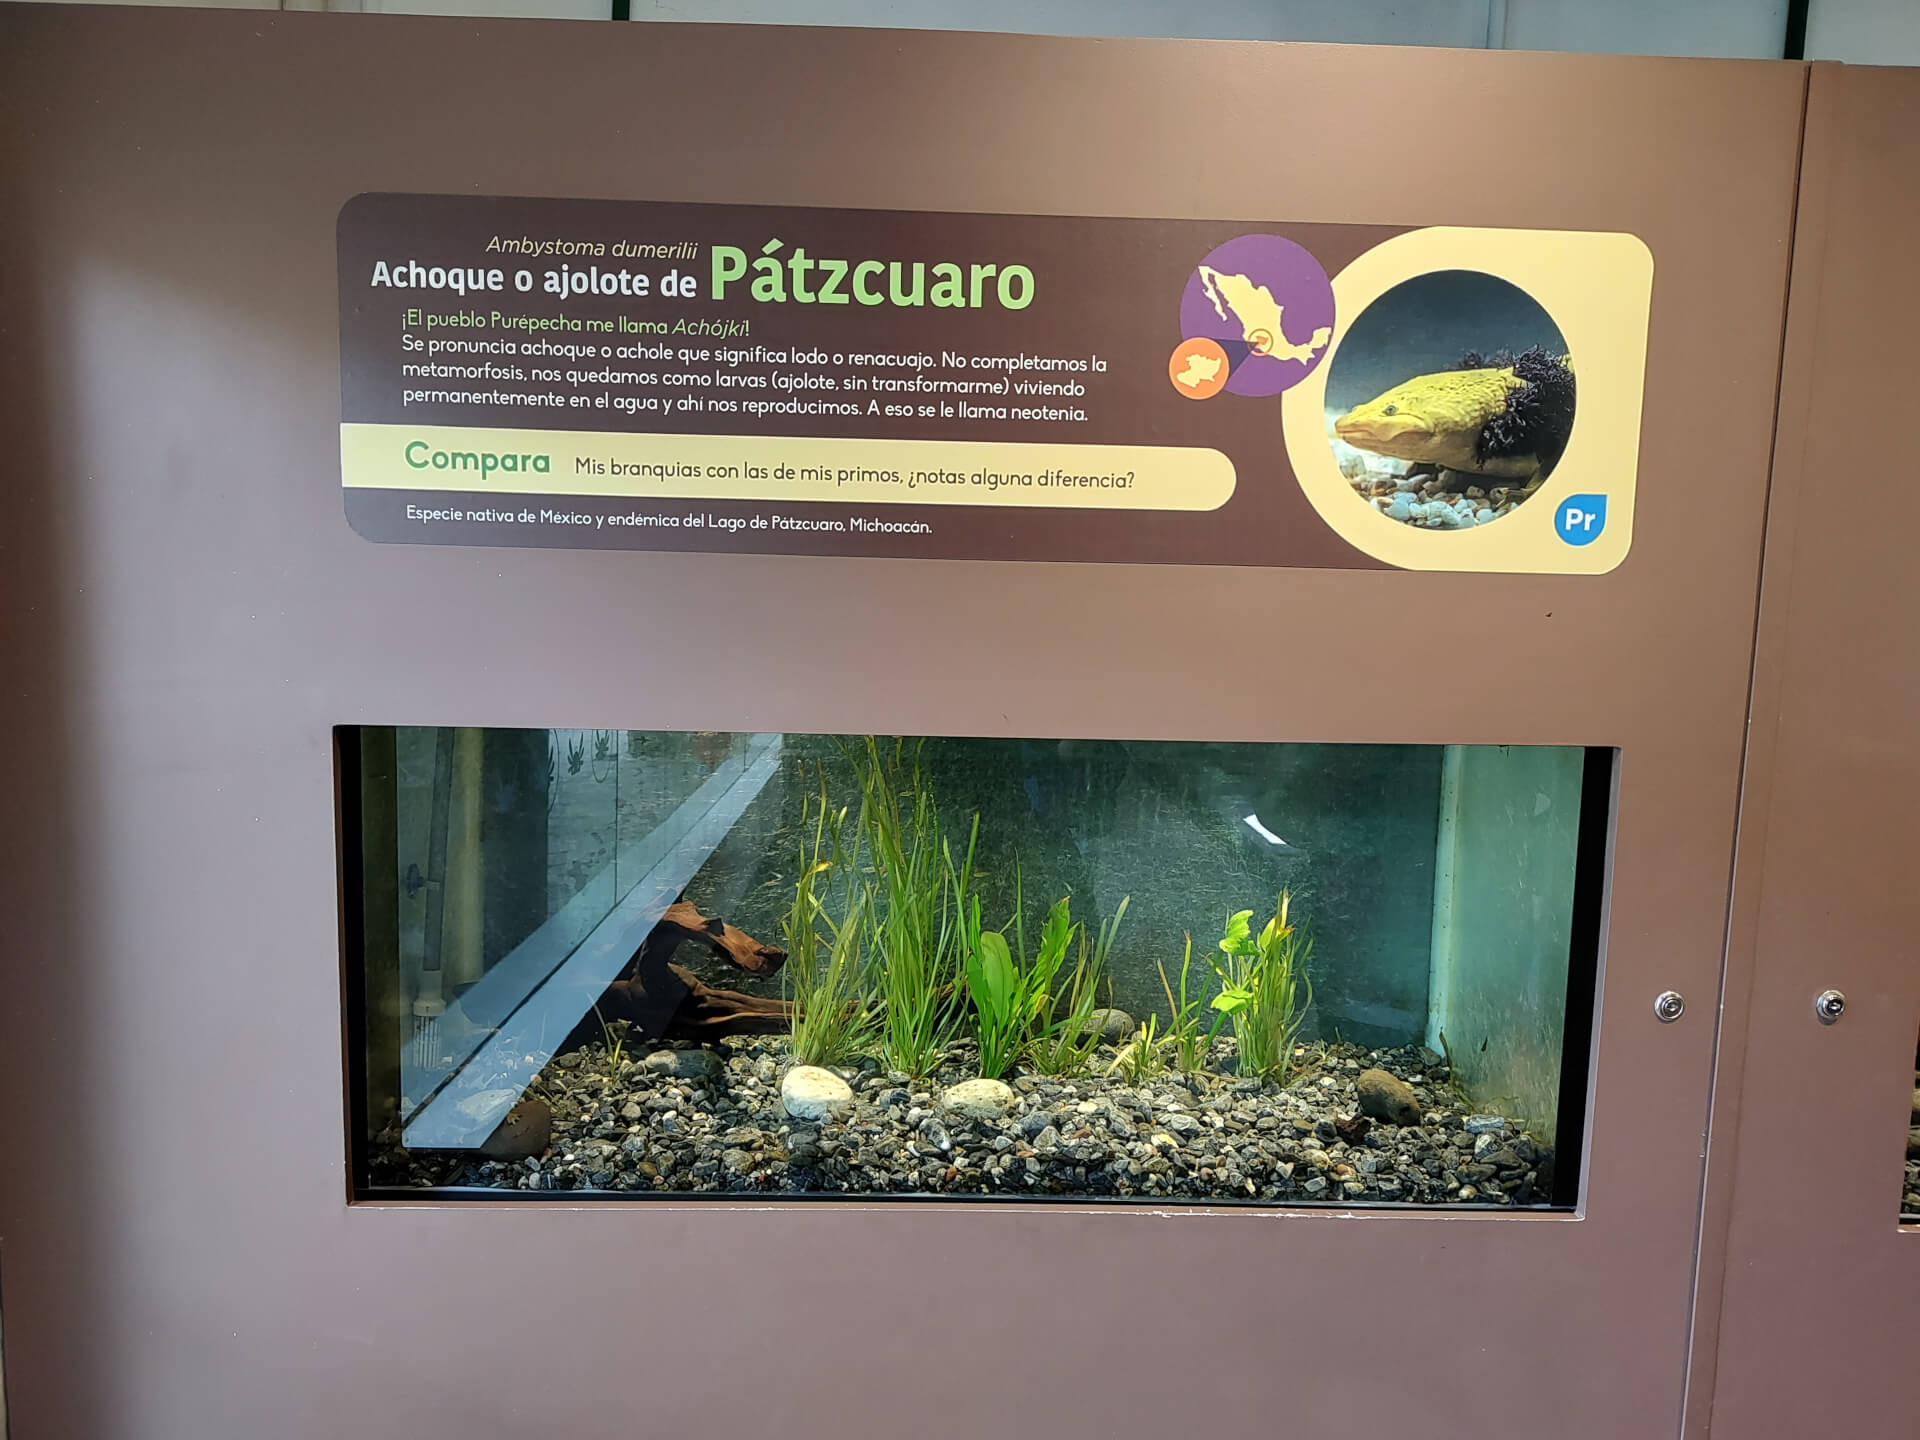 Ambystoma dumerilii
Achoque o ajolote de Pátzcuaro
¡El pueblo Purépecha me llama Achójki!
Se pronuncia achoque o achole que significa lodo o renacuajo. No completamos la
metamorfosis, nos quedamos como larvas (ajolote, sin transformarme) viviendo
permanentemente en el agua y ahí nos reproducimos. A eso se le llama neotenia.
Compara Mis branquias con las de mis primos, ¿notas alguna diferencia?
Especie nativa de México y endémica del Lago de Pátzcuaro, Michoacán.
Pr